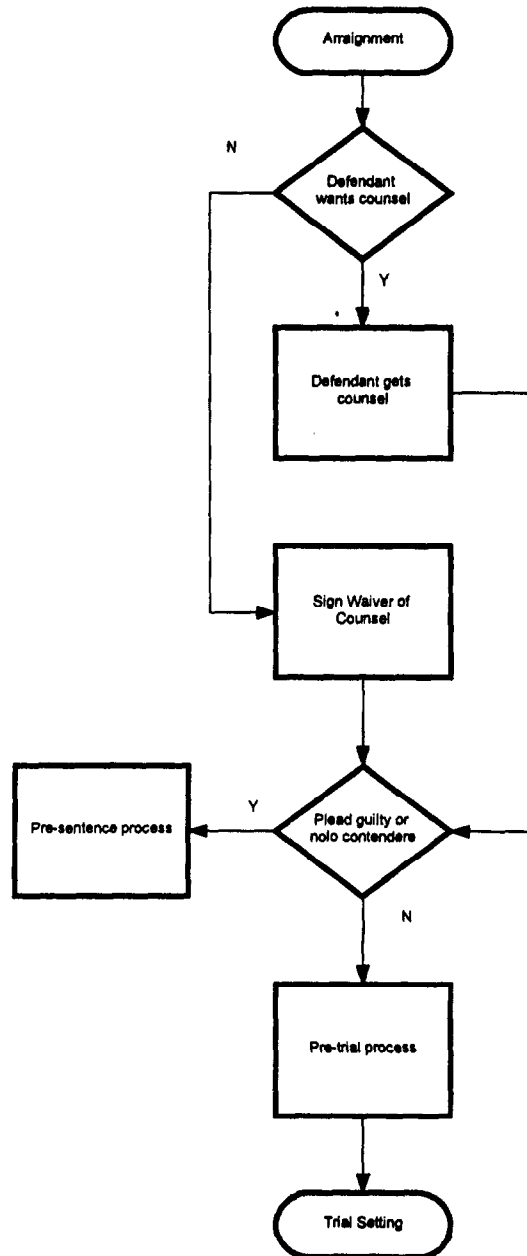 Arraignment
N
Defendant
wants counsel
Y
Defendant gets
counsel
Sign Waiver of
Counsel
Plead guilty or
nolo contendere
Y
Pre-sentence process
N
Pre-trial process
Trial Setting